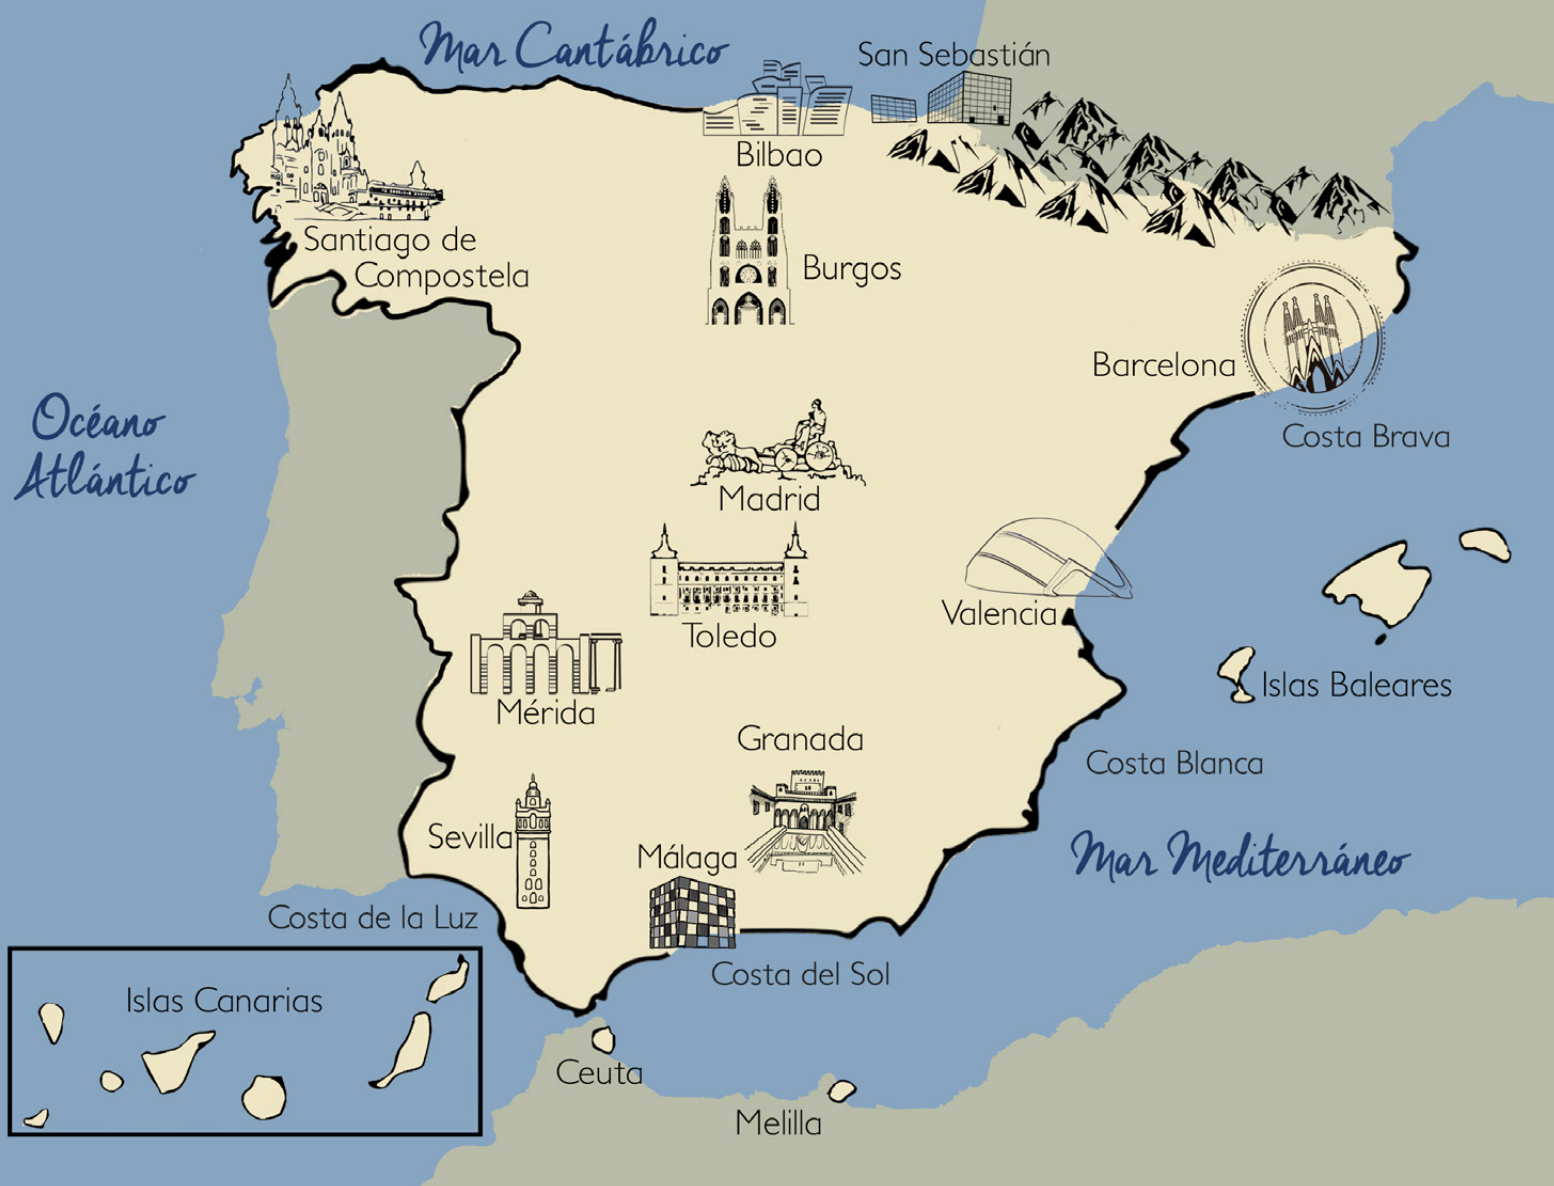 Mar Cantábrico
San Sebastián
Bilbao
Santiago de
Compostela
Burgos
Barcelona
Océano
Atlántico
Costa Brava
Madrid
Valencia
Toledo
Islas Baleares
Mérida
Granada
Costa Blanca
Sevilla
Málaga
Mar Mediterráneo
Costa de la Luz
Costa del Sol
Islas Canarias
Ceuta
Melilla